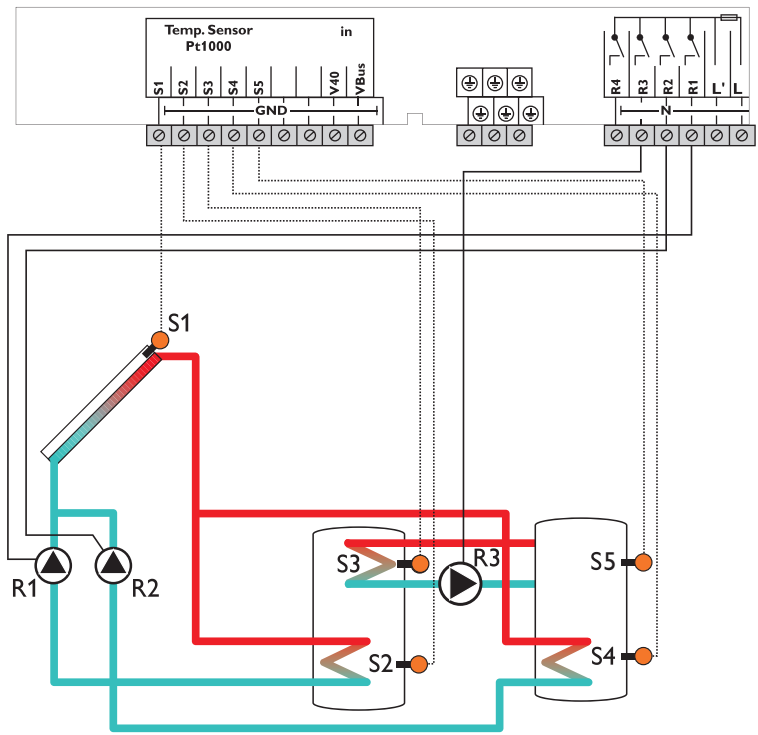 Temp. Sensor in
Pt1000
S1 S2 S3 S4 S5 V40 VBus
GND
R4 R3 R2 R1 L' L
N
S1
S3
R3
S5
R1
R2
S2
S4